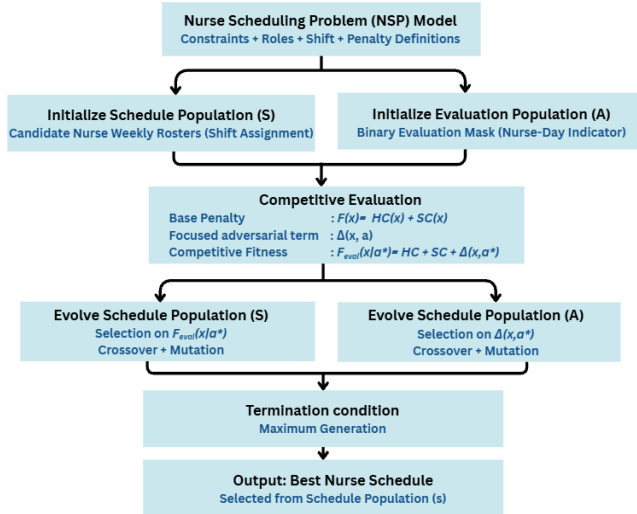 Nurse Scheduling Problem (NSP) Model
Constraints + Roles + Shift + Penalty Definitions
Initialize Schedule Population (S)
Candidate Nurse Weekly Rosters (Shift Assignment)
Initialize Evaluation Population (A)
Binary Evaluation Mask (Nurse-Day Indicator)
Competitive Evaluation
Base Penalty : F(x)= HC(x) + SC(x)
Focused adversarial term : Δ(x, a)
Competitive Fitness : F_eval(x/a*)= HC + SC + Δ(x,a*)
Evolve Schedule Population (S)
Selection on F_eval(x/a*)
Crossover + Mutation
Evolve Schedule Population (A)
Selection on Δ(x,a*)
Crossover + Mutation
Termination condition
Maximum Generation
Output: Best Nurse Schedule
Selected from Schedule Population (s)